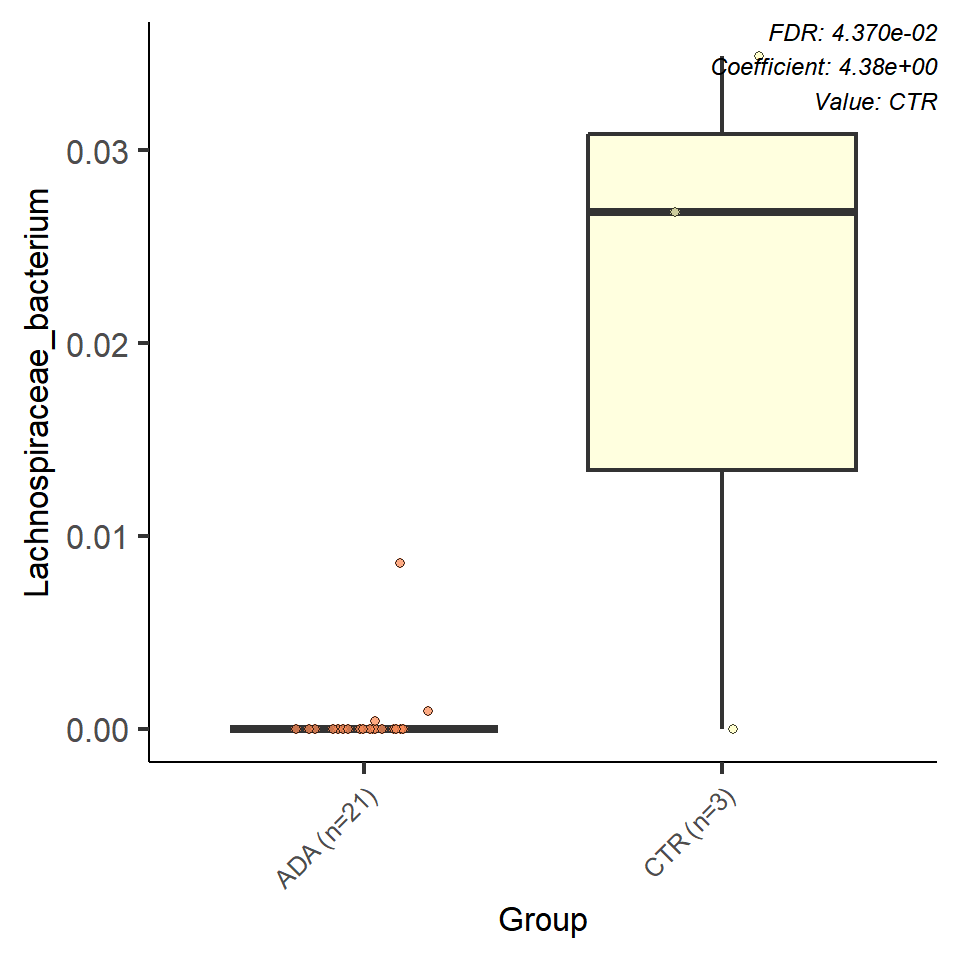 FDR: 4.370e-02
Coefficient: 4.38e+00
Value: CTR
Lachnospiraceae_bacterium
0.03
0.02
0.01
0.00
ADA (n=21)
CTR (n=3)
Group